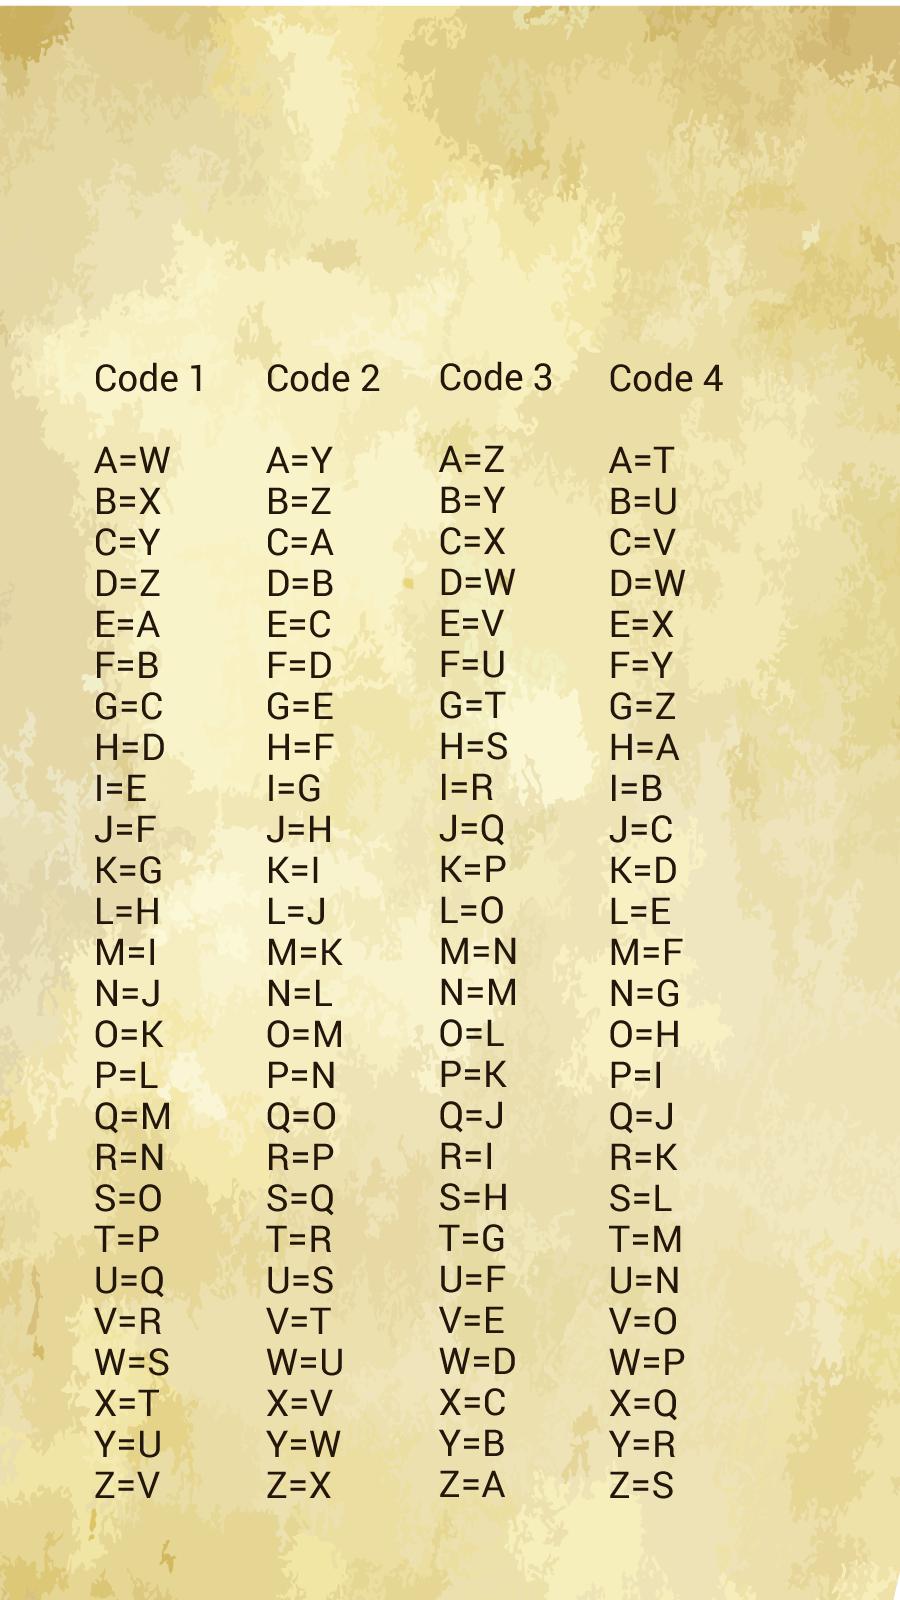 Code 1 Code 2 Code 3 Code 4
A=W A=Y A=Z A=T
B=X B=Z B=Y B=U
C=Y C=A C=X C=V
D=Z D=B D=W D=W
E=A E=C E=V E=X
F=B F=D F=U F=Y
G=C G=E G=T G=Z
H=D H=F H=S H=A
I=E I=G I=R I=B
J=F J=H J=Q J=C
K=G K=I K=P K=D
L=H L=J L=O L=E
M=I M=K M=N M=F
N=J N=L N=M N=G
O=K O=M O=L O=H
P=L P=N P=K P=I
Q=M Q=O Q=J Q=J
R=N R=P R=I R=K
S=O S=Q S=H S=L
T=P T=R T=G T=M
U=Q U=S U=F U=N
V=R V=T V=E V=O
W=S W=U W=D W=P
X=T X=V X=C X=Q
Y=U Y=W Y=B Y=R
Z=V Z=X Z=A Z=S